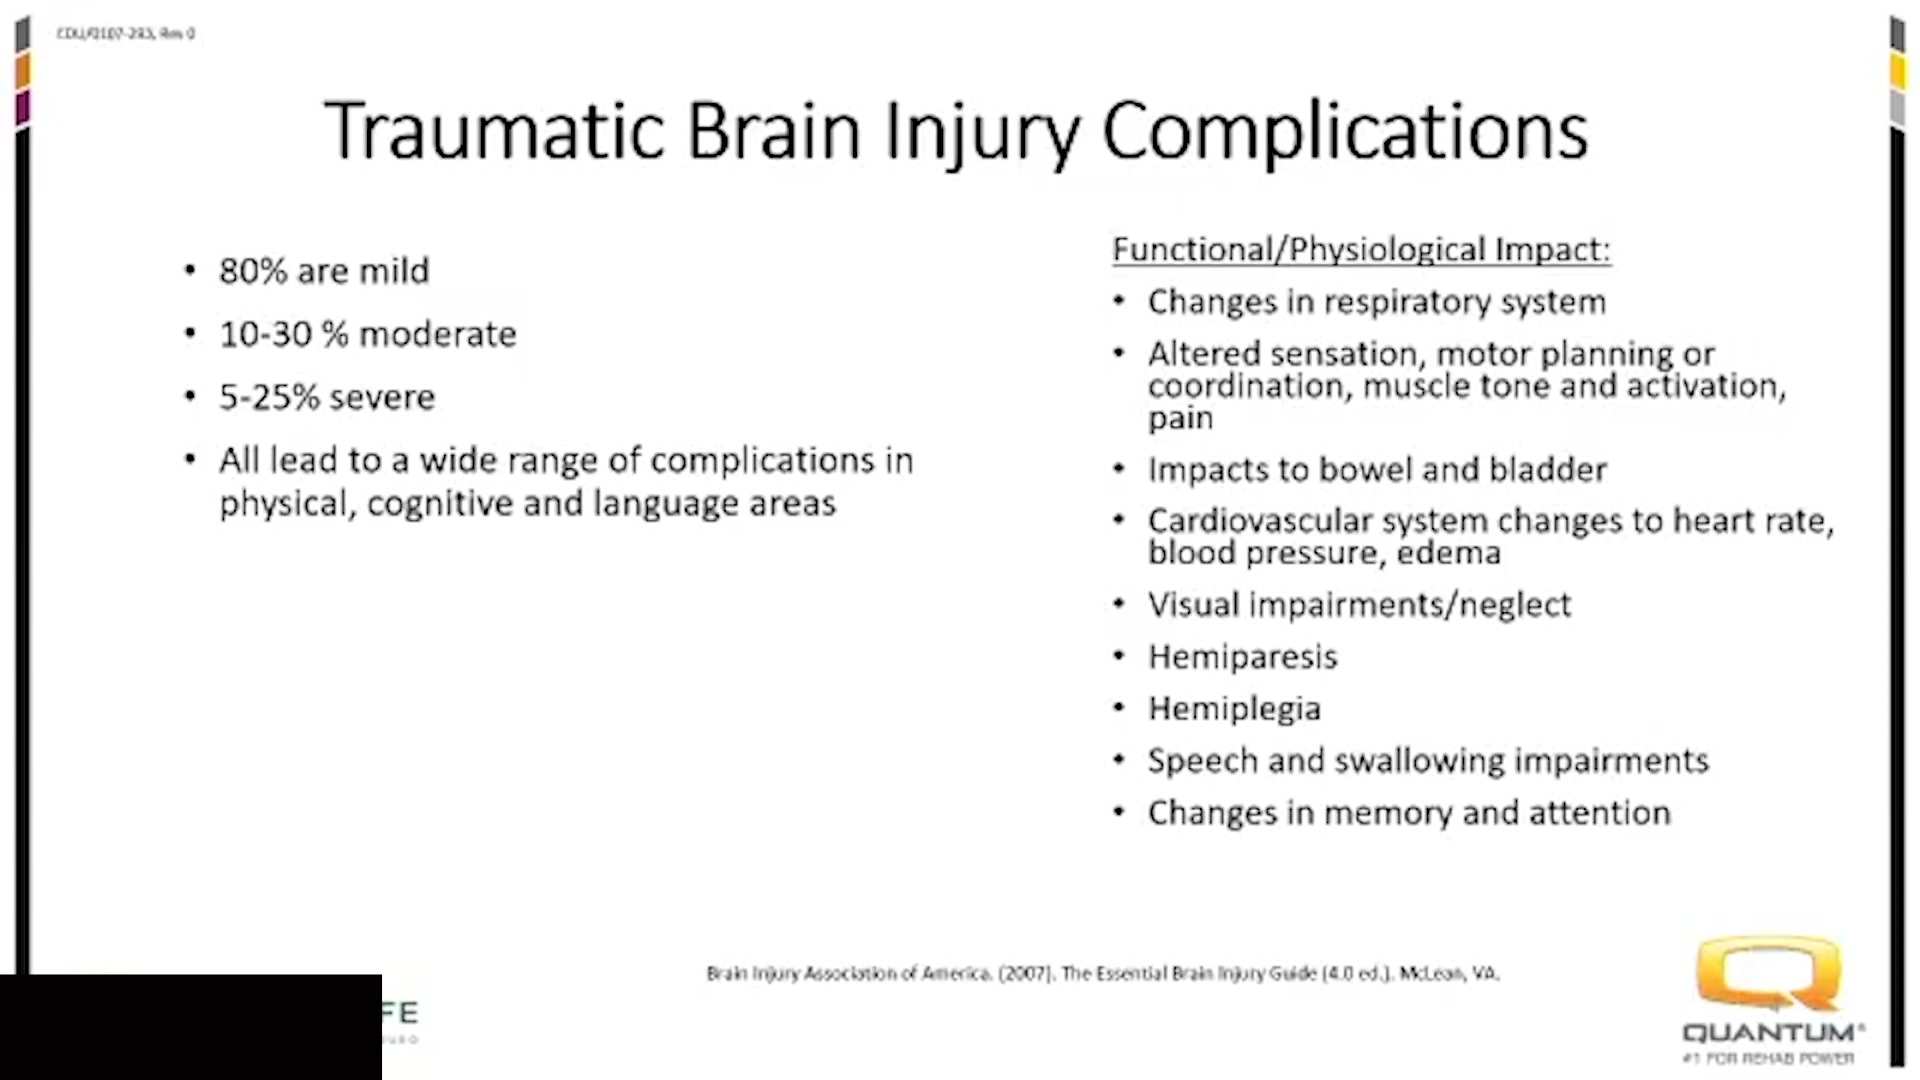 Traumatic Brain Injury Complications
• 80% are mild
• 10-30 % moderate
• 5-25% severe
• All lead to a wide range of complications in
physical, cognitive and language areas
Functional/Physiological Impact:
• Changes in respiratory system
• Altered sensation, motor planning or
coordination, muscle tone and activation,
pain
• Impacts to bowel and bladder
• Cardiovascular system changes to heart rate,
blood pressure, edema
• Visual impairments/neglect
• Hemiparesis
• Hemiplegia
• Speech and swallowing impairments
• Changes in memory and attention
Brain Injury Association of America. (2007). The Essential Brain Injury Guide (4.0 ed.). McLean, VA.
FE
QUANTUM®
#1 FOR REHAB POWER